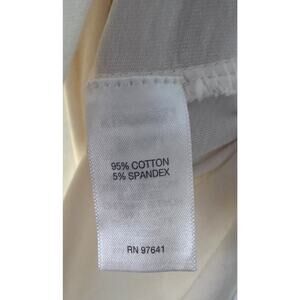 95% COTTON
5% SPANDEX
RN 97641